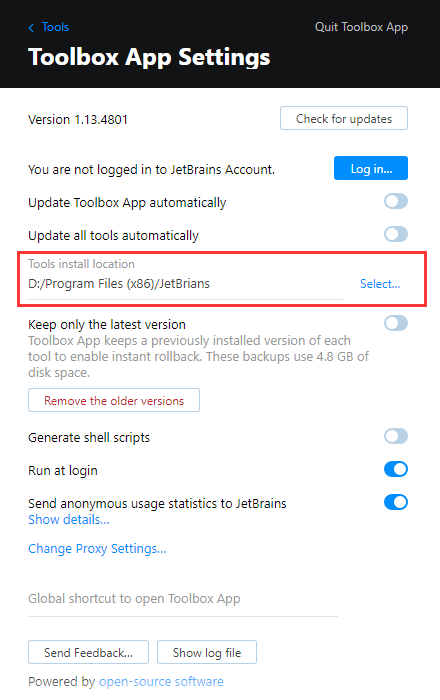 Tools
Quit Toolbox App
Toolbox App Settings
Version 1.13.4801
Check for updates
You are not logged in to JetBrains Account.
Log in...
Update Toolbox App automatically
Update all tools automatically
Tools install location
D:/Program Files (x86)/JetBrians
Select...
Keep only the latest version
Toolbox App keeps a previously installed version of each
tool to enable instant rollback. These backups use 4.8 GB of
disk space.
Remove the older versions
Generate shell scripts
Run at login
Send anonymous usage statistics to JetBrains
Show details...
Change Proxy Settings...
Global shortcut to open Toolbox App
Send Feedback...
Show log file
Powered by open-source software